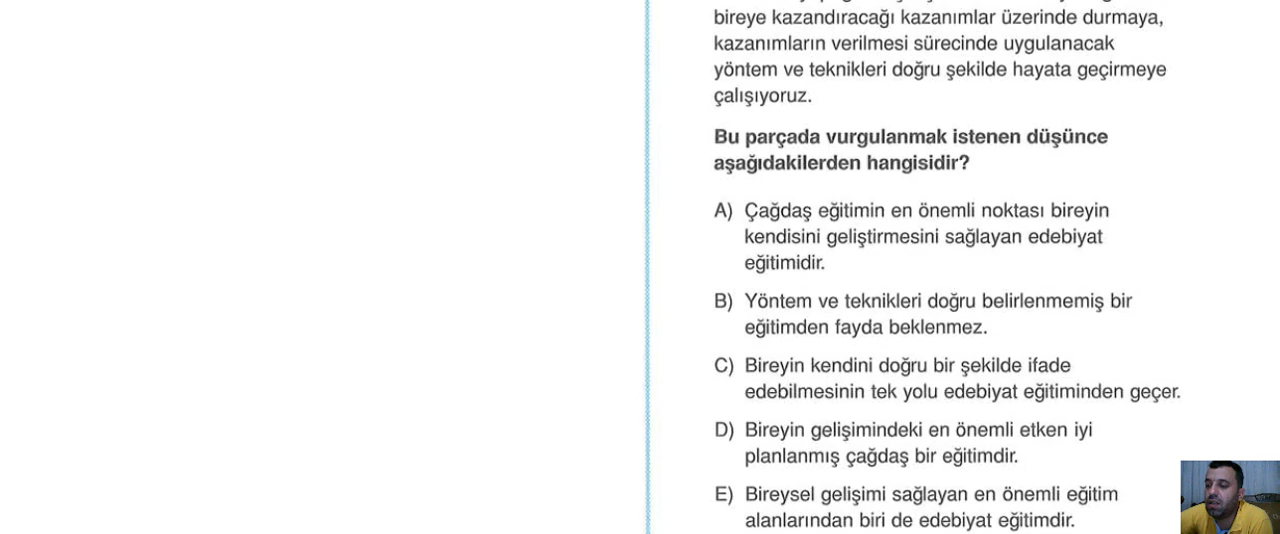 bireye kazandıracağı kazanımlar üzerinde durmaya,
kazanımların verilmesi sürecinde uygulanacak
yöntem ve teknikleri doğru şekilde hayata geçirmeye
çalışıyoruz.
Bu parçada vurgulanmak istenen düşünce
aşağıdakilerden hangisidir?
A) Çağdaş eğitimin en önemli noktası bireyin
kendisini geliştirmesini sağlayan edebiyat
eğitimidir.
B) Yöntem ve teknikleri doğru belirlenmemiş bir
eğitimden fayda beklenmez.
C) Bireyin kendini doğru bir şekilde ifade
edebilmesinin tek yolu edebiyat eğitiminden geçer.
D) Bireyin gelişimindeki en önemli etken iyi
planlanmış çağdaş bir eğitimdir.
E) Bireysel gelişimi sağlayan en önemli eğitim
alanlarından biri de edebiyat eğitimdir.